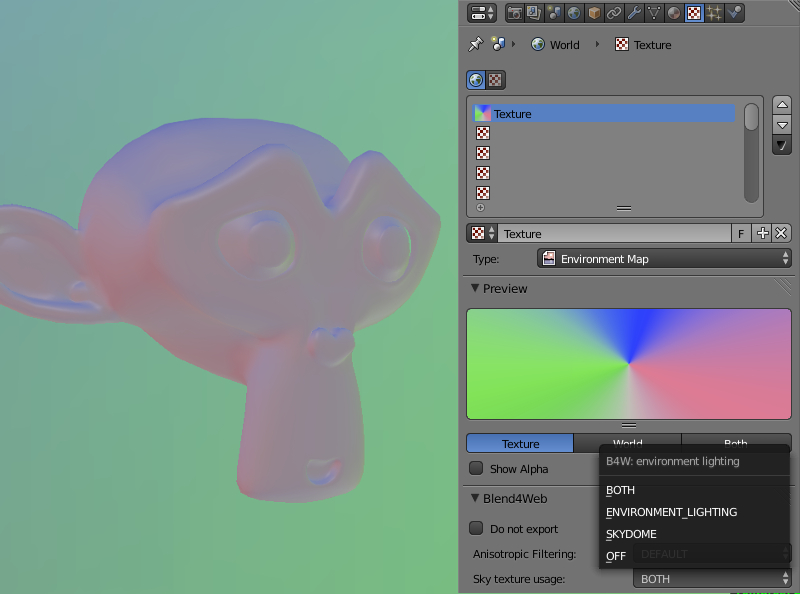 World
Texture
Texture
Texture
F
Type:
Environment Map
Preview
Texture
World
Both
Show Alpha
B4W: environment lighting
BOTH
Blend4Web
ENVIRONMENT_LIGHTING
Do not export
SKYDOME
Anisotropic Filtering:
OFF
DEFAULT
Sky texture usage:
BOTH